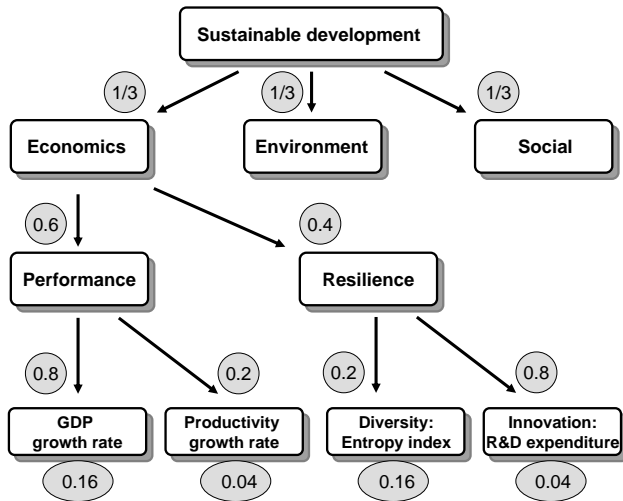 Sustainable development
1/3
1/3
1/3
Economics
Environment
Social
0.6
0.4
Performance
Resilience
0.8
0.2
0.2
0.8
GDP
growth rate
Productivity
growth rate
Diversity:
Entropy index
Innovation:
R&D expenditure
0.16
0.04
0.16
0.04